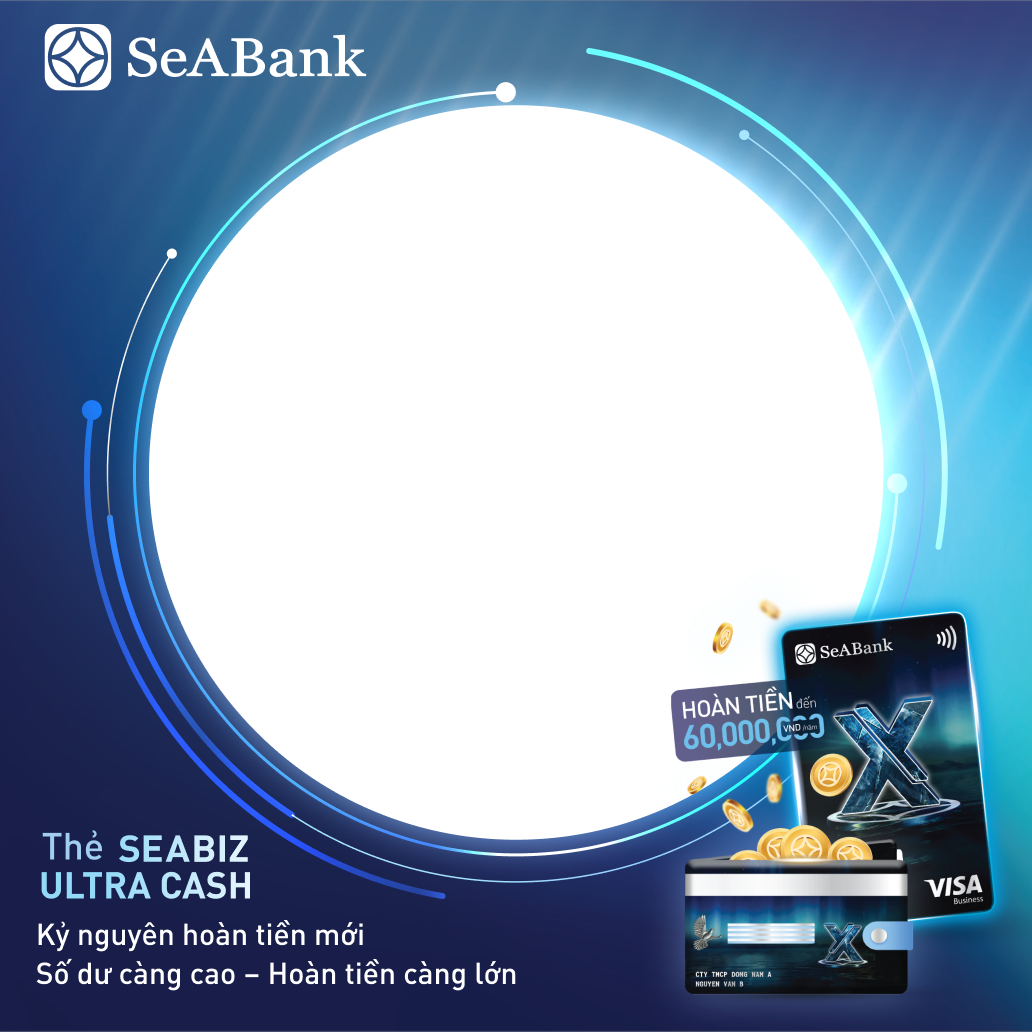 SeABank
SeABank
HOÀN TIỀN đến
60,000,000
VND /năm
Thẻ SEABIZ
ULTRA CASH
Kỷ nguyên hoàn tiền mới
Số dư càng cao – Hoàn tiền càng lớn
VISA
Business
CTY TMCP DONG NAM A
NGUYEN VAN B